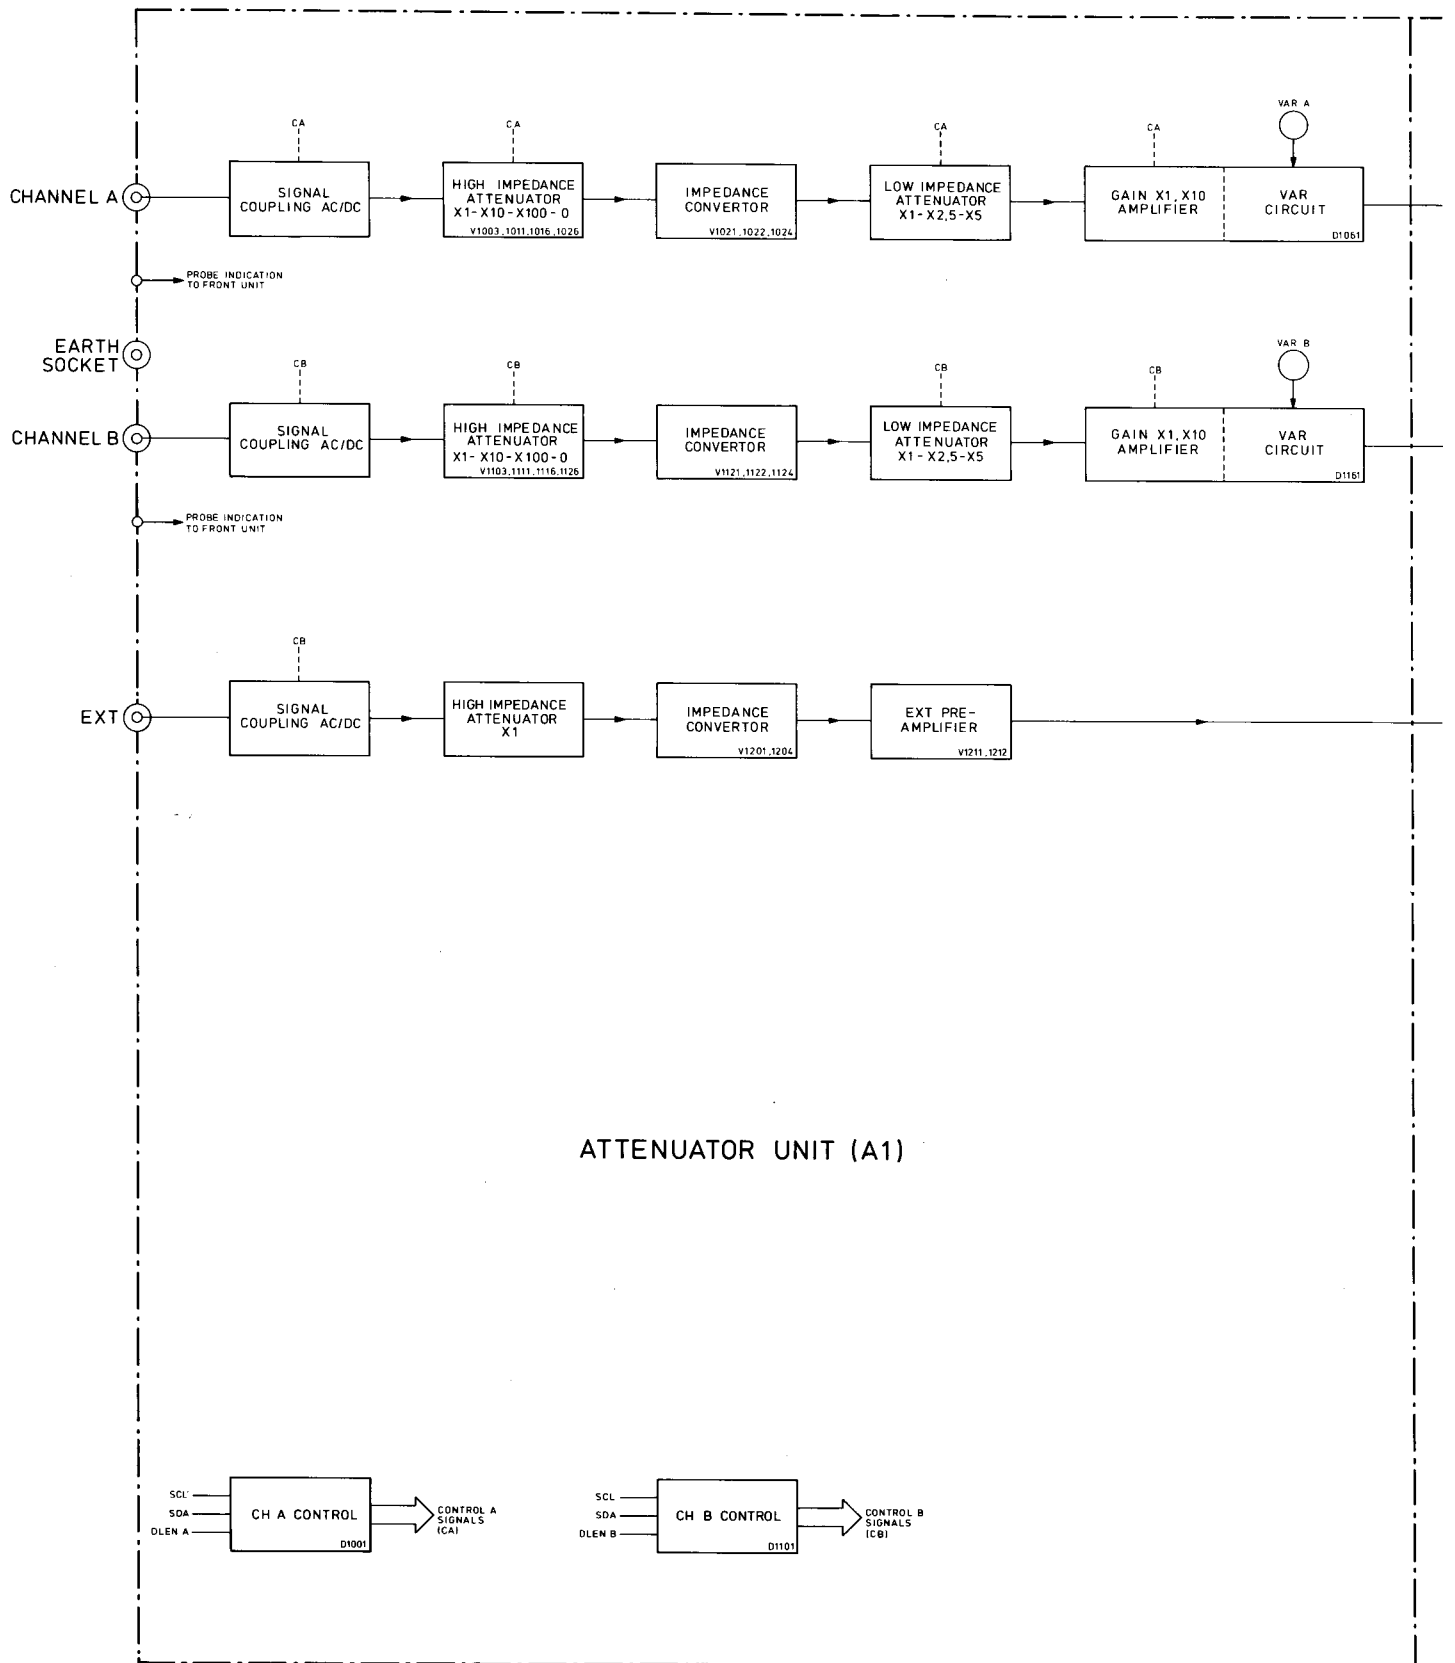 CA
CA
CA
CA
VAR A
CHANNEL A
SIGNAL
COUPLING AC/DC
HIGH IMPEDANCE
ATTENUATOR
X1-X10-X100-0
V1003,1011,1016,1026
IMPEDANCE
CONVERTOR
V1021,1022,1024
LOW IMPEDANCE
ATTENUATOR
X1-X2,5-X5
GAIN X1,X10
AMPLIFIER
VAR
CIRCUIT
D1061
PROBE INDICATION
TO FRONT UNIT
EARTH
SOCKET
CB
CB
CB
CB
VAR B
CHANNEL B
SIGNAL
COUPLING AC/DC
HIGH IMPEDANCE
ATTENUATOR
X1-X10-X100-0
V1103,1111,1116,1126
IMPEDANCE
CONVERTOR
V1121,1122,1124
LOW IMPEDANCE
ATTENUATOR
X1-X2,5-X5
GAIN X1,X10
AMPLIFIER
VAR
CIRCUIT
D1161
PROBE INDICATION
TO FRONT UNIT
CB
EXT
SIGNAL
COUPLING AC/DC
HIGH IMPEDANCE
ATTENUATOR
X1
IMPEDANCE
CONVERTOR
V1201,1204
EXT PRE-
AMPLIFIER
V1211,1212
ATTENUATOR UNIT (A1)
SCL
SDA
DLEN A
CH A CONTROL
D1001
CONTROL A
SIGNALS
(CA)
SCL
SDA
DLEN B
CH B CONTROL
D1101
CONTROL B
SIGNALS
(CB)